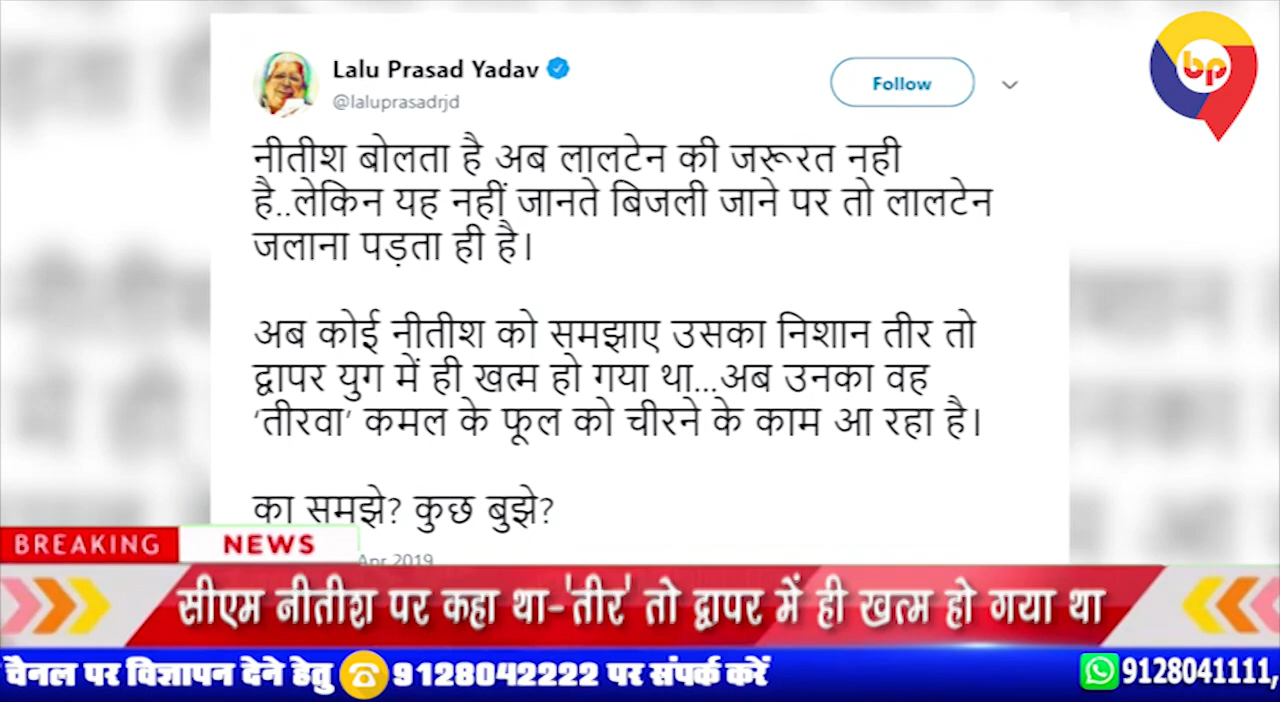 Lalu Prasad Yadav
@laluprasadrjd
Follow
bp
नीतीश बोलता है अब लालटेन की जरूरत नही
है..लेकिन यह नहीं जानते बिजली जाने पर तो लालटेन
जलाना पड़ता ही है।
अब कोई नीतीश को समझाए उसका निशान तीर तो
द्वापर युग में ही खत्म हो गया था...अब उनका वह
‘तीरवा’ कमल के फूल को चीरने के काम आ रहा है।
का समझे? कुछ बुझे?
Apr 2019
BREAKING NEWS
सीएम नीतीश पर कहा था-'तीर' तो द्वापर में ही खत्म हो गया था
चैनल पर विज्ञापन देने हेतु 9128042222 पर संपर्क करें
9128041111,